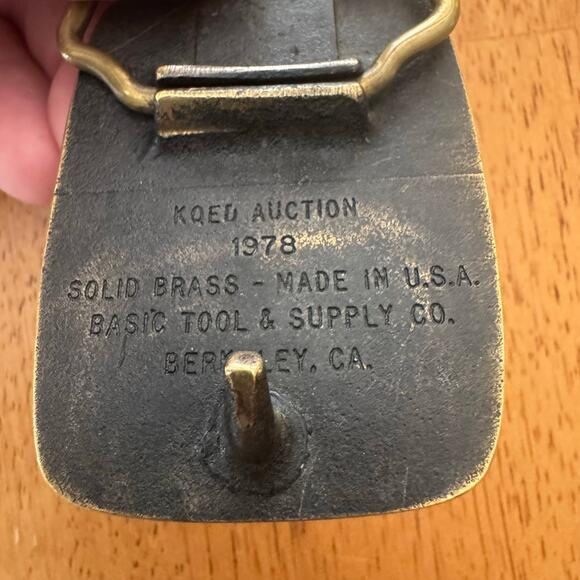 KQED AUCTION
1978
SOLID BRASS - MADE IN U.S.A.
BASIC TOOL & SUPPLY CO.
BERKELEY, CA.